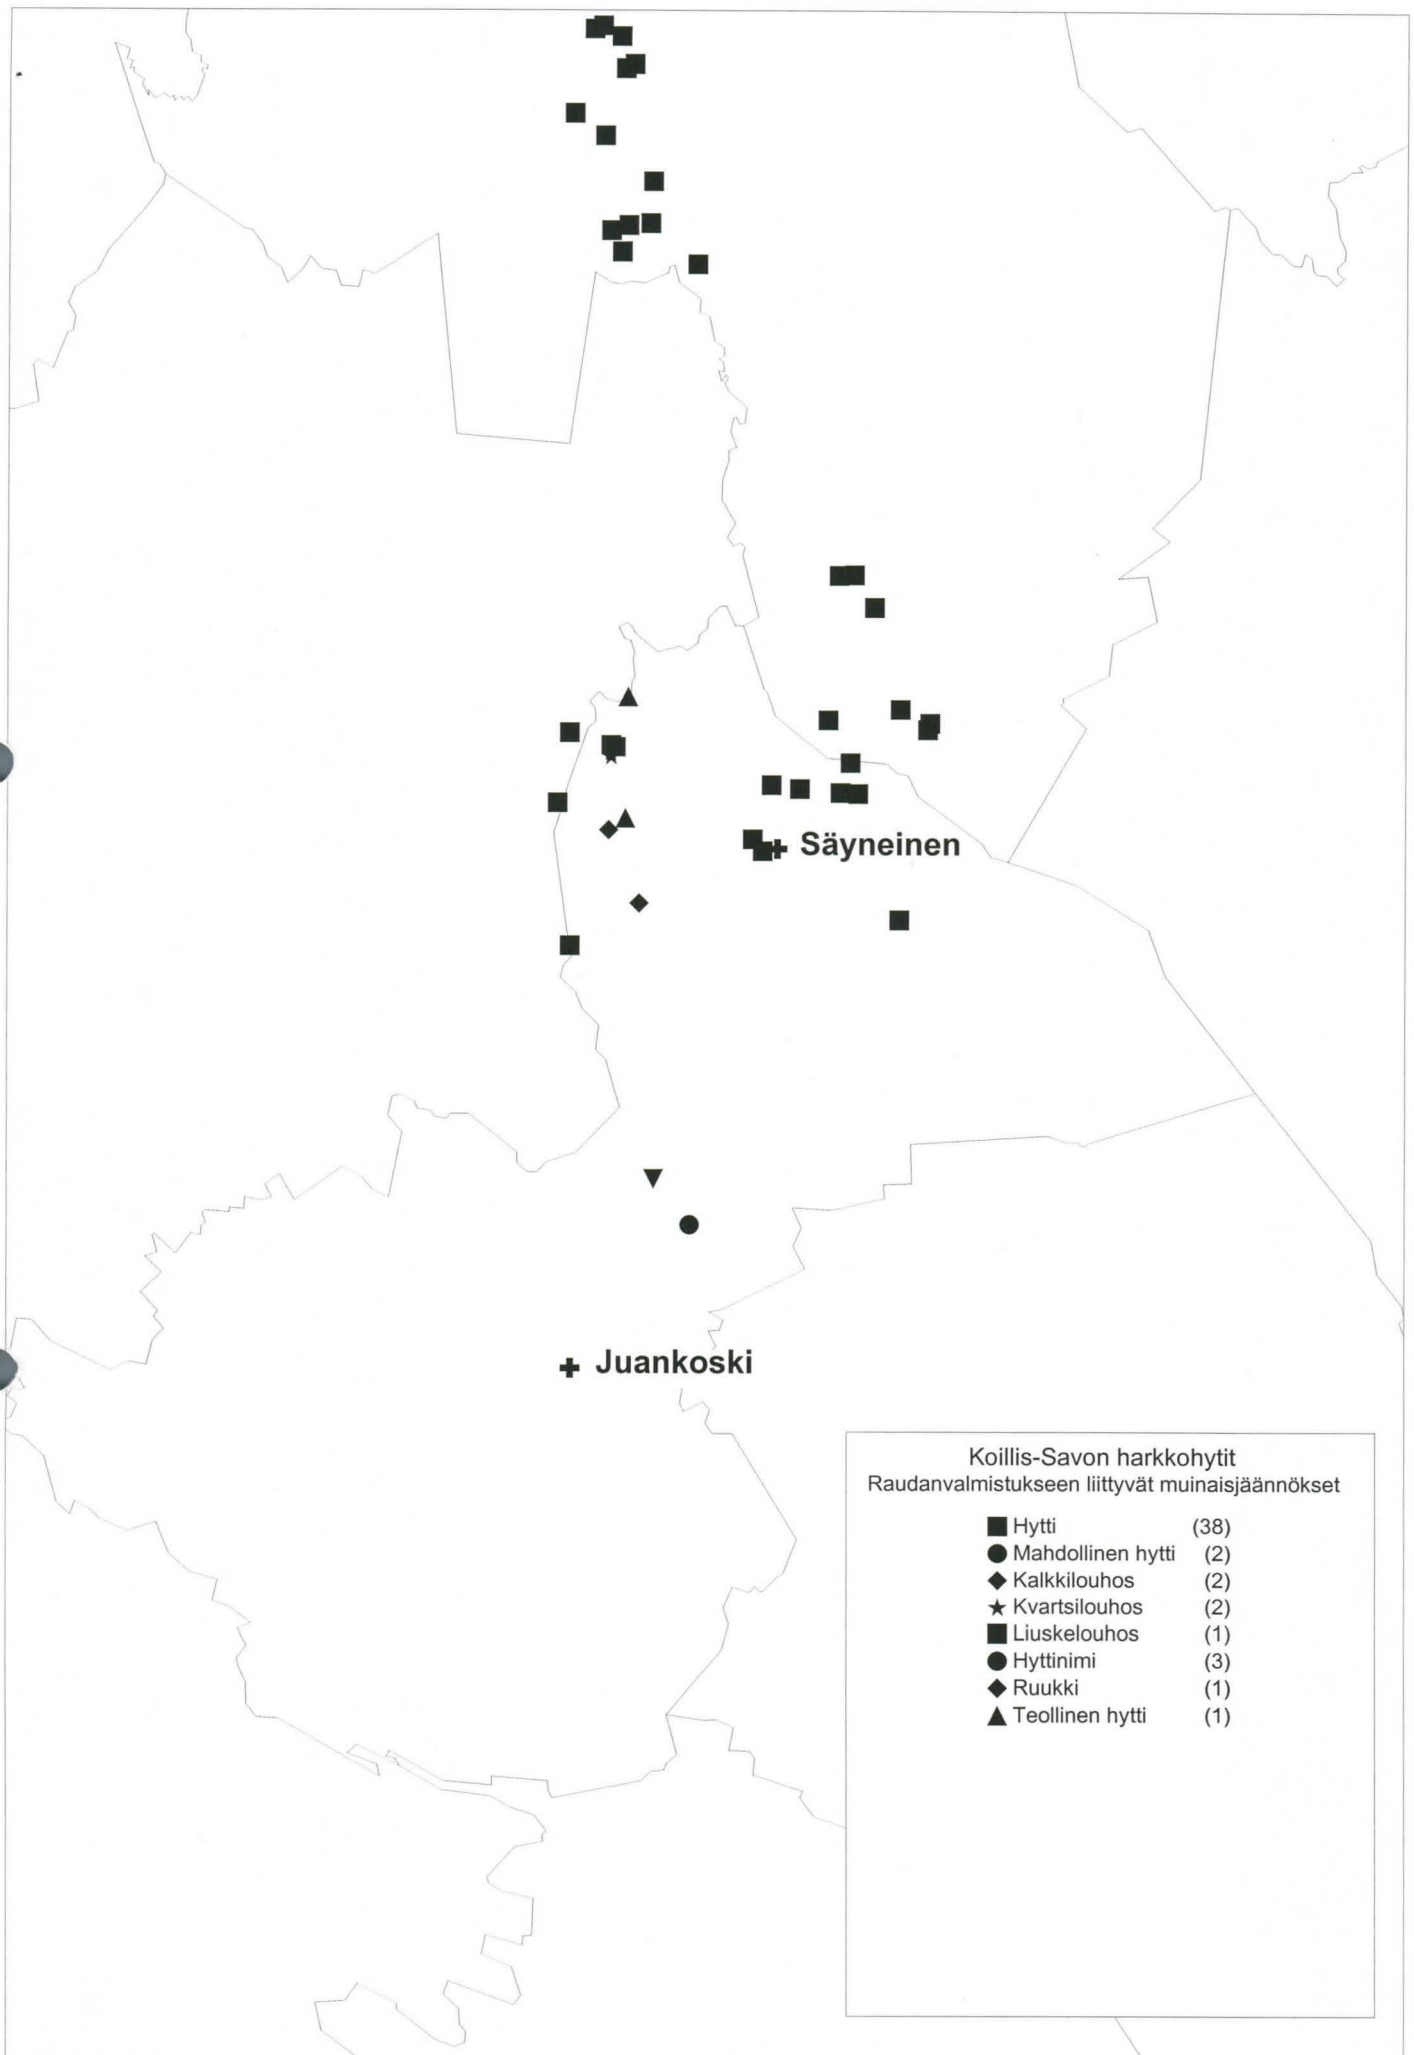 Säyneinen
Juankoski
Koillis-Savon harkkohytit
Raudanvalmistukseen liittyvät muinaisjäännökset
Hytti (38)
Mahdollinen hytti (2)
Kalkkilouhos (2)
Kvartsilouhos (2)
Liuskelouhos (1)
Hyttinimi (3)
Ruukki (1)
Teollinen hytti (1)